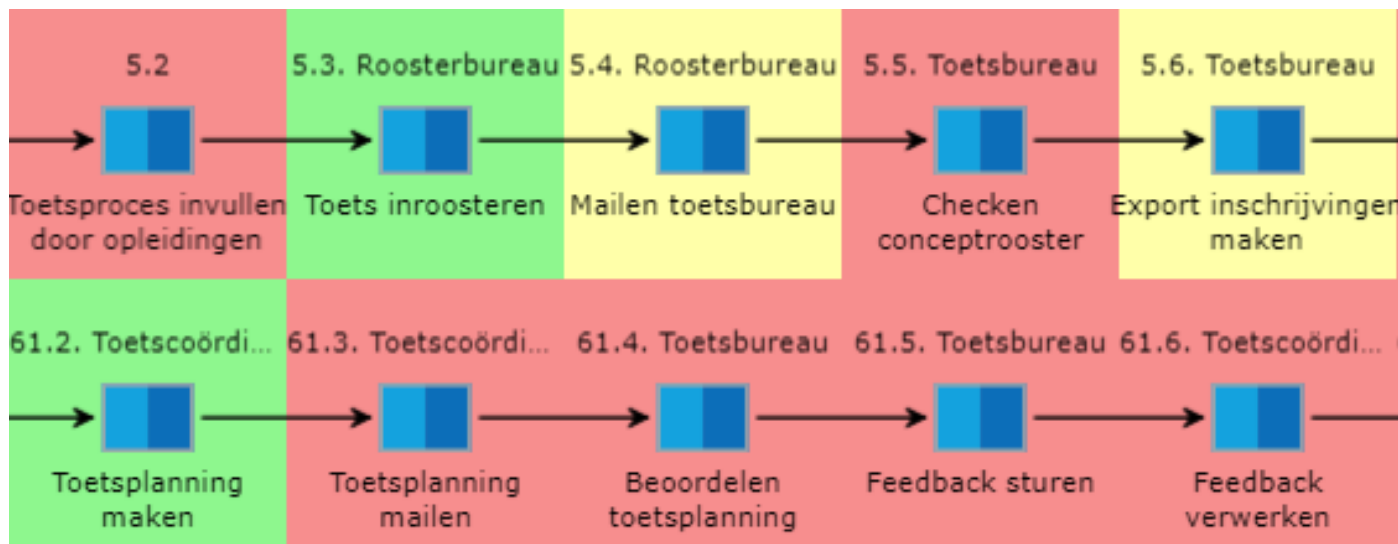 5.2
5.3. Roosterbureau
5.4. Roosterbureau
5.5. Toetsbureau
5.6. Toetsbureau
Toetsproces invullen
door opleidingen
Toets inroosteren
Mailen toetsbureau
Checken
conceptrooster
Export inschrijvingen
maken
61.2. Toetscoördi...
61.3. Toetscoördi...
61.4. Toetsbureau
61.5. Toetsbureau
61.6. Toetscoördi...
Toetsplanning
maken
Toetsplanning
mailen
Beoordelen
toetsplanning
Feedback sturen
Feedback
verwerken